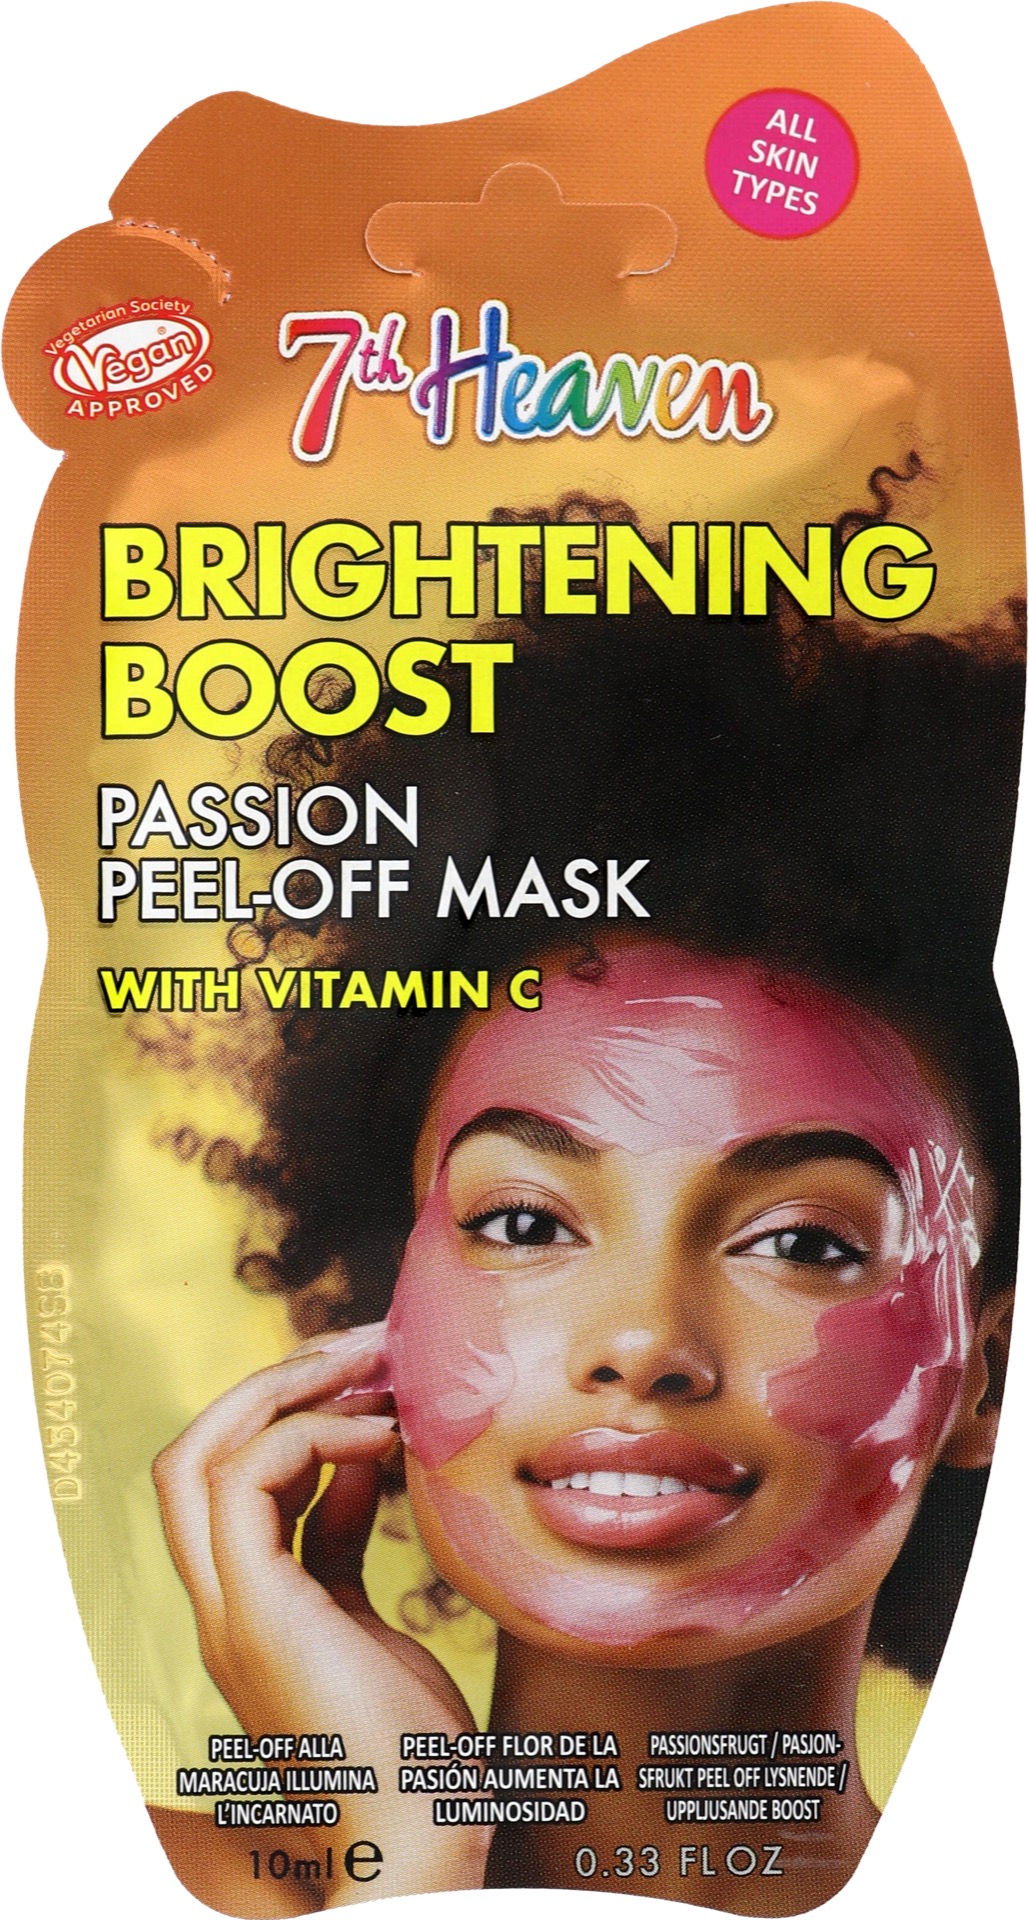 ALL
SKIN
TYPES
Vegetarian Society
Vegan®
APPROVED
7th Heaven
BRIGHTENING
BOOST
PASSION
PEEL-OFF MASK
WITH VITAMIN C
D434074S8
PEEL-OFF ALLA
MARACUJA ILLUMINA
L'INCARNATO
PEEL-OFF FLOR DE LA
PASIÓN AUMENTA LA
LUMINOSIDAD
PASSIONSFRUGT / PASJON-
SFRUKT PEEL OFF LYSNENDE /
UPPLJUSANDE BOOST
10ml e
0.33 FL OZ